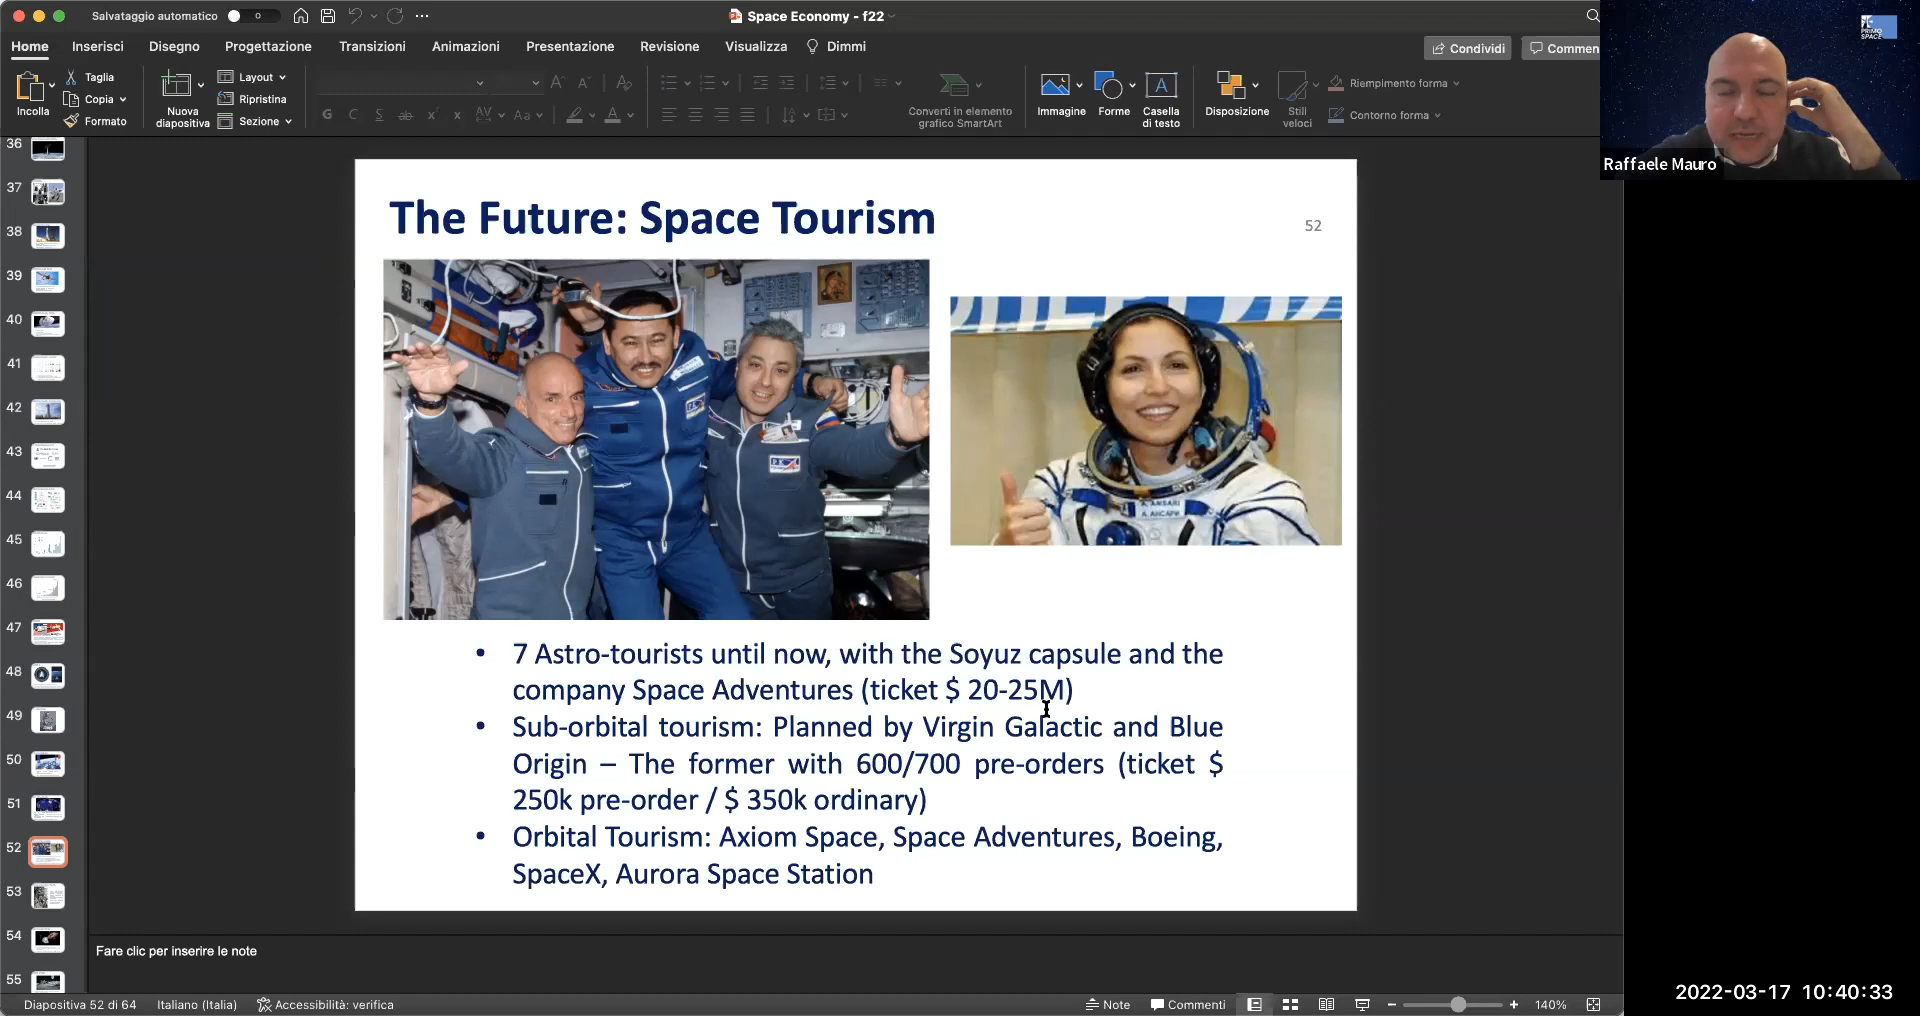 Salvataggio automatico
Space Economy - f22
Home
Inserisci
Disegno
Progettazione
Transizioni
Animazioni
Presentazione
Revisione
Visualizza
Dimmi
Condividi
Commen
Incolla
Taglia
Copia
Formato
Nuova
diapositiva
Layout
Ripristina
Sezione
Converti in elemento
grafico SmartArt
Immagine
Forme
Casella
di testo
Disposizione
Stili
veloci
Riempimento forma
Contorno forma
PRIMO
SPACE
Raffaele Mauro
36
37
38
39
40
41
42
43
44
45
46
47
48
49
50
51
52
53
54
55
The Future: Space Tourism
52
A. ANSARI
А. АНСАРИ
• 7 Astro-tourists until now, with the Soyuz capsule and the
company Space Adventures (ticket $ 20-25M)
• Sub-orbital tourism: Planned by Virgin Galactic and Blue
Origin – The former with 600/700 pre-orders (ticket $
250k pre-order / $ 350k ordinary)
• Orbital Tourism: Axiom Space, Space Adventures, Boeing,
SpaceX, Aurora Space Station
Fare clic per inserire le note
Diapositiva 52 di 64
Italiano (Italia)
Accessibilità: verifica
Note
Commenti
140%
2022-03-17 10:40:33